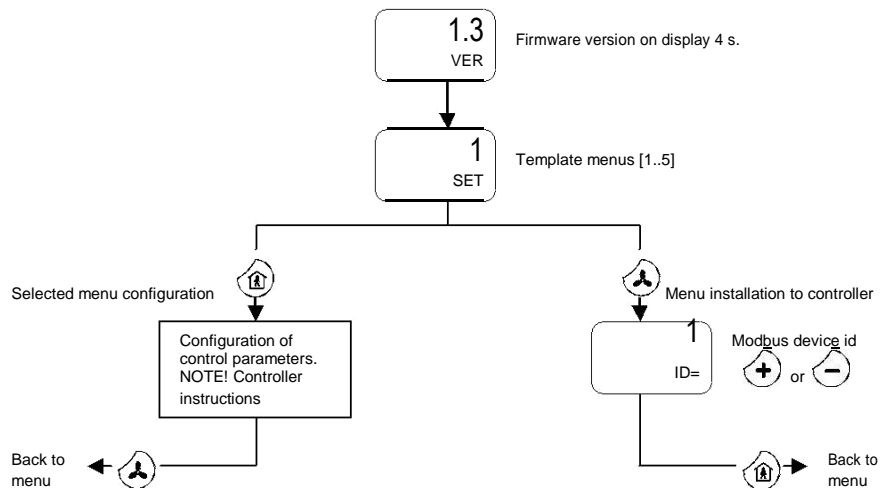 1.3
VER
Firmware version on display 4 s.
1
SET
Template menus [1..5]
Selected menu configuration
Menu installation to controller
Configuration of
control parameters.
NOTE! Controller
instructions
1
ID=
Modbus device id
+ or −
Back to
menu
Back to
menu